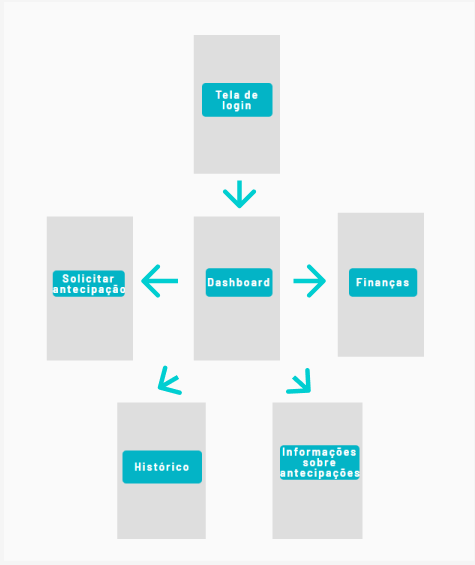 Tela de
login
Solicitar
antecipação
Dashboard
Finanças
Histórico
Informações
sobre
antecipações